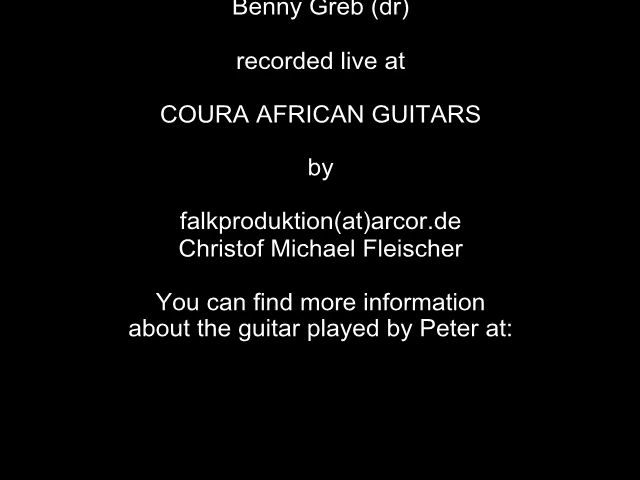 Benny Greb (dr)
recorded live at
COURA AFRICAN GUITARS
by
falkproduktion(at)arcor.de
Christof Michael Fleischer
You can find more information
about the guitar played by Peter at: